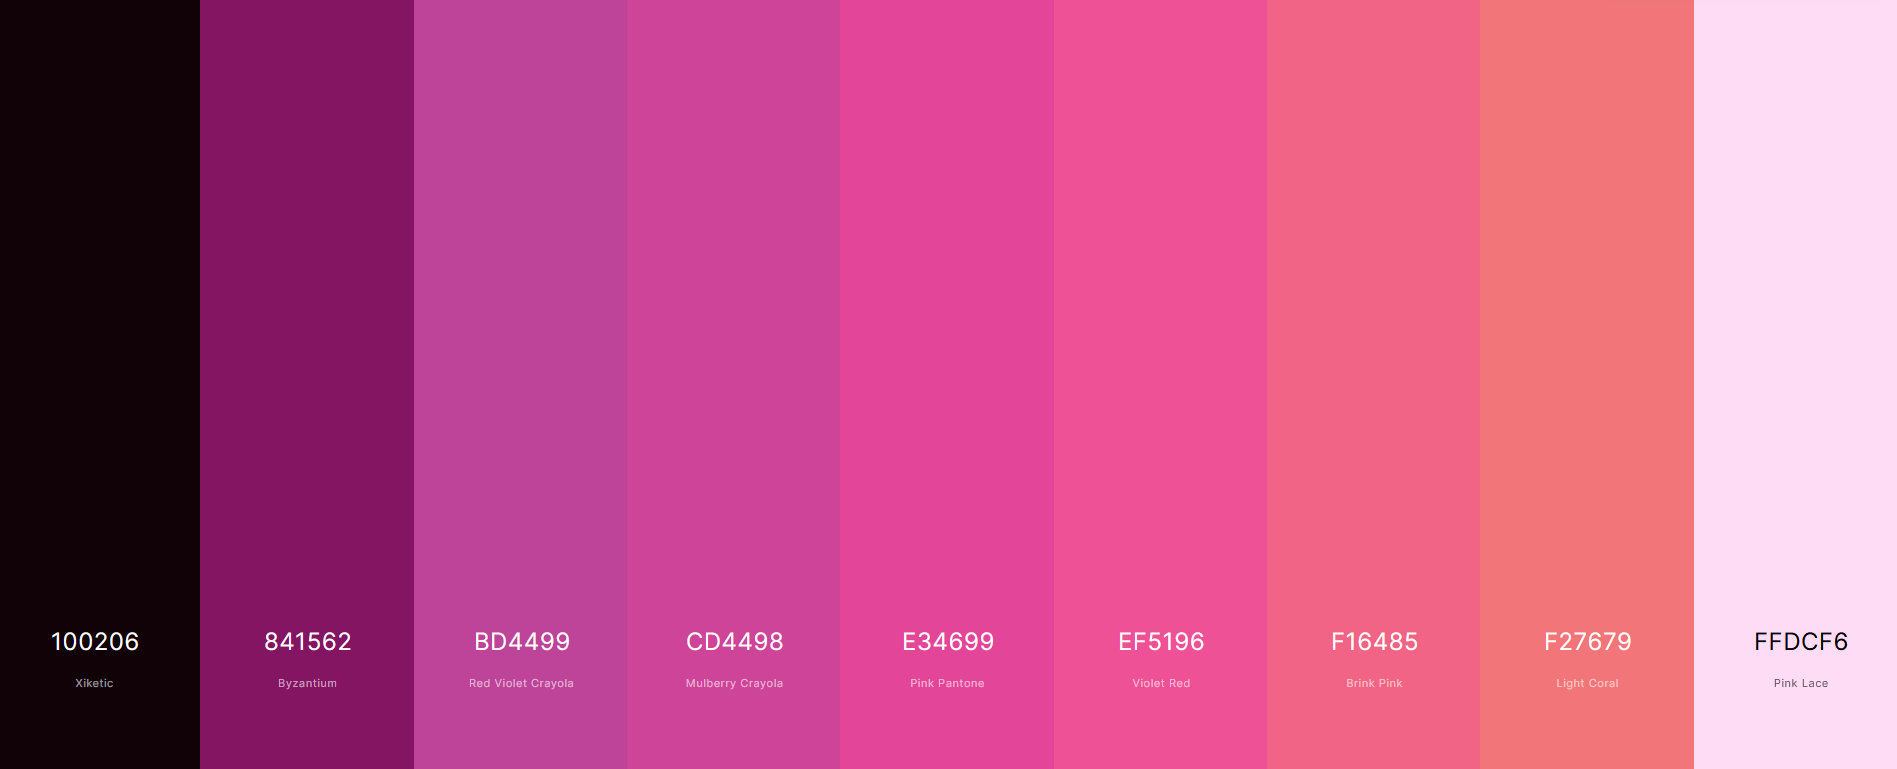 100206
841562
BD4499
CD4498
E34699
EF5196
F16485
F27679
FFDCF6
Xiketic
Byzantium
Red Violet Crayola
Mulberry Crayola
Pink Pantone
Violet Red
Brink Pink
Light Coral
Pink Lace